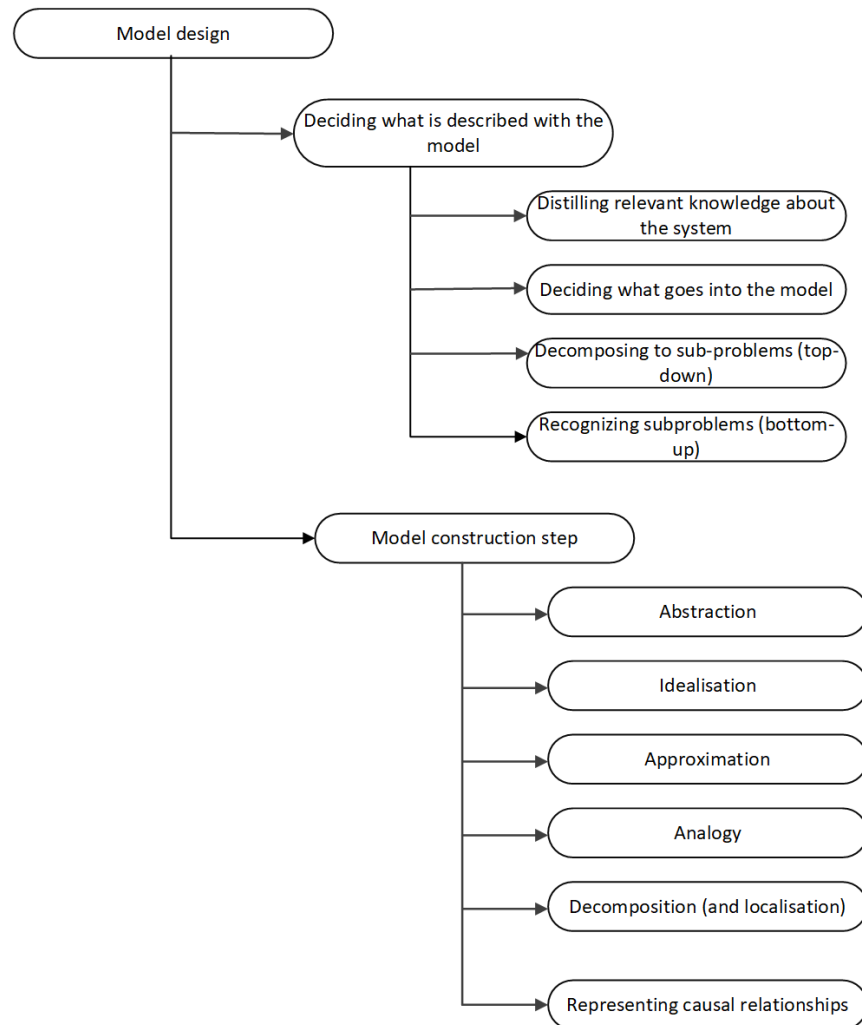 Model design
Deciding what is described with the
model
Distilling relevant knowledge about
the system
Deciding what goes into the model
Decomposing to sub-problems (top-
down)
Recognizing subproblems (bottom-
up)
Model construction step
Abstraction
Idealisation
Approximation
Analogy
Decomposition (and localisation)
Representing causal relationships